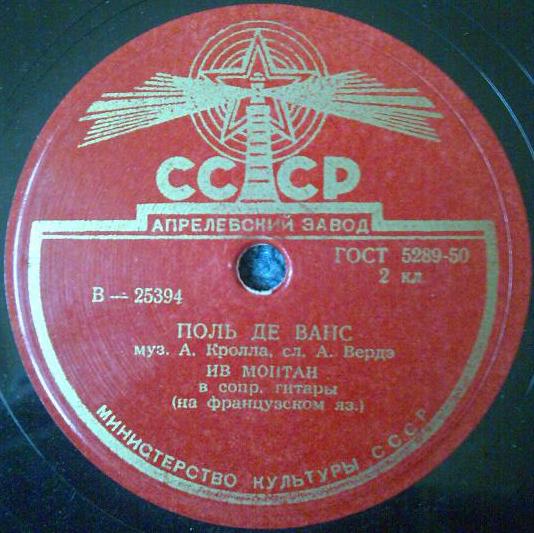 СССР
АПРЕЛЕВСКИЙ ЗАВОД
ГОСТ 5289-50
2 кл
В — 25394
ПОЛЬ ДЕ ВАНС
муз. А. Кролла, сл. А. Вердэ
ИВ МОНТАН
в сопр. гитары
(на французском яз.)
МИНИСТЕРСТВО КУЛЬТУРЫ СССР